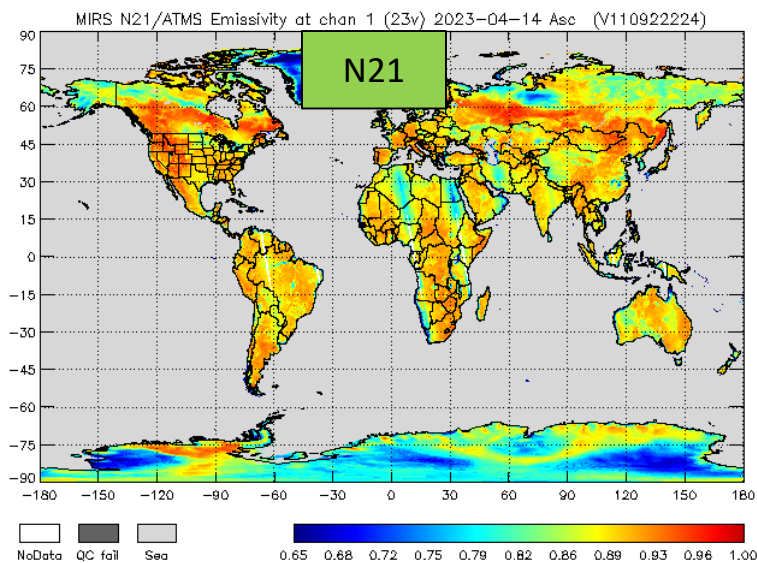 MIRS N21/ATMS Emissivity at chan 1 (23v) 2023-04-14 Asc (V110922224)
N21
90
75
60
45
30
15
0
-15
-30
-45
-60
-75
-90
-180 -150 -120 -90 -60 -30 0 30 60 90 120 150 180
NoData QC fail Sea
0.65 0.68 0.72 0.75 0.79 0.82 0.86 0.89 0.93 0.96 1.00